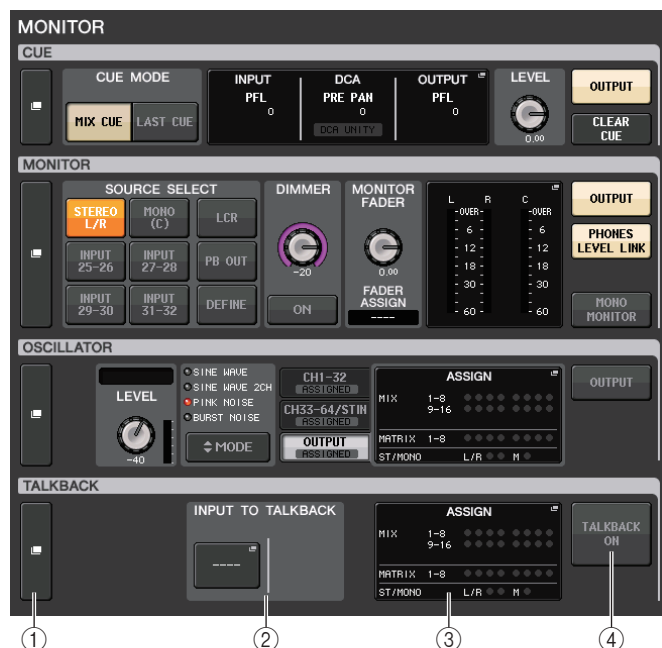 MONITOR
CUE
CUE MODE
MIX CUE
LAST CUE
INPUT
PFL
0
DCA
PRE PAN
0
DCA UNITY
OUTPUT
PFL
0
LEVEL
0.00
OUTPUT
CLEAR
CUE
MONITOR
SOURCE SELECT
STEREO
L/R
MONO
(C)
LCR
INPUT
25-26
INPUT
27-28
PB OUT
INPUT
29-30
INPUT
31-32
DEFINE
DIMMER
-20
ON
MONITOR
FADER
0.00
FADER
ASSIGN
----
L R C
-OVER- -OVER
- 6 - - 6
- 12 - - 12
- 18 - - 18
- 30 - - 30
- 60 - - 60
OUTPUT
PHONES
LEVEL LINK
MONO
MONITOR
OSCILLATOR
LEVEL
-40
SINE WAVE
SINE WAVE 2CH
PINK NOISE
BURST NOISE
MODE
CH1-32
ASSIGNED
CH33-64/STIN
ASSIGNED
OUTPUT
ASSIGNED
ASSIGN
MIX 1-8
9-16
MATRIX 1-8
ST/MONO L/R M
OUTPUT
TALKBACK
INPUT TO TALKBACK
----
ASSIGN
MIX 1-8
9-16
MATRIX 1-8
ST/MONO L/R M
TALKBACK
ON
① ② ③ ④